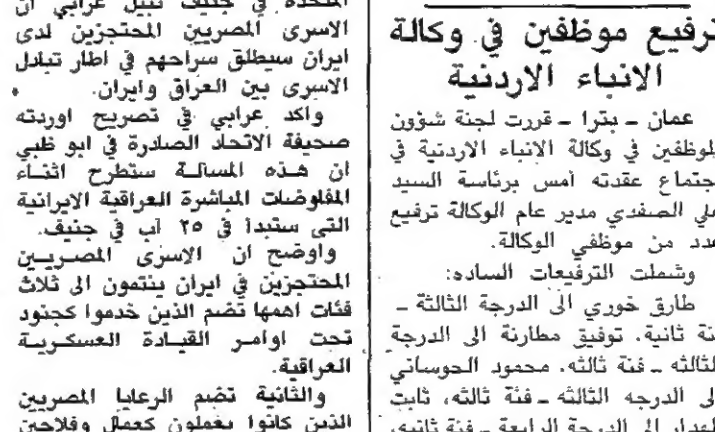 ترفيع موظفين في وكالة
الانباء الاردنية
عمان - بترا - قررت لجنة شؤون
الموظفين في وكالة الانباء الاردنية في
اجتماع عقدته امس برئاسة السيد
علي الصفدي مدير عام الوكالة ترفيع
عدد من موظفي الوكالة.
وشملت الترفيعات الساده:
طارق خوري الى الدرجة الثالثة -
فئة ثانية، توفيق مطارنة الى الدرجة
الثالثه - فئة ثالثه، محمود الحوساني
الى الدرجه الثالثه - فئة ثالثه، ثابت
الى الدرجة الرابعة - فئة ثانيه،
المتحدة في جنيف نبيل عرابي ان
الاسرى المصريين المحتجزين لدى
ايران سيطلق سراحهم في اطار تبادل
الاسرى بين العراق وايران.
واكد عرابي في تصريح اوردته
صحيفة الاتحاد الصادرة في ابو ظبي
ان هذه المسالة ستطرح اثناء
المفاوضات المباشرة العراقية الايرانية
التي ستبدا في ٢٥ آب في جنيف.
واوضح ان الاسرى المصريين
المحتجزين في ايران ينتمون الى ثلاث
فئات اهمها تضم الذين خدموا كجنود
تحت اوامر القيادة العسكرية
العراقية.
والثانية تضم الرعايا المصريين
الذين كانوا يعملون كعمال وفلاحين